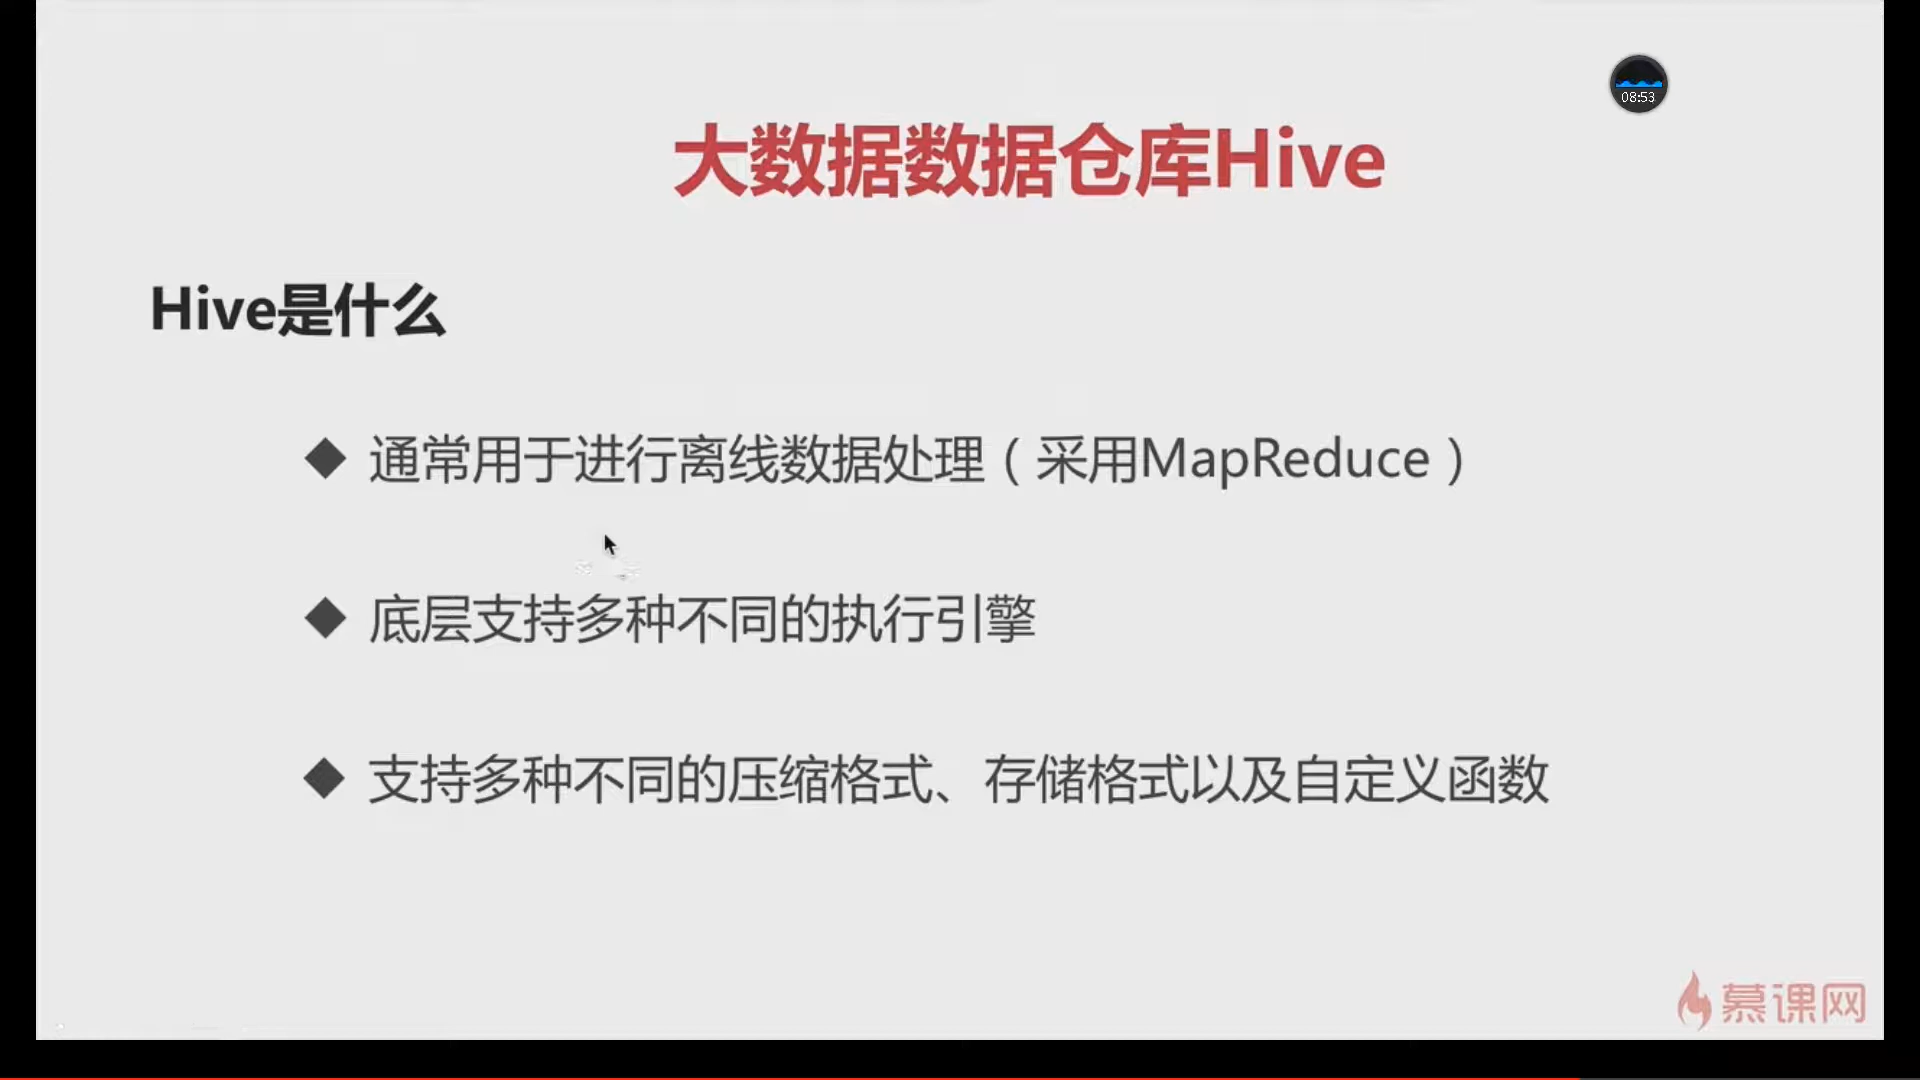 08:53
大数据数据仓库Hive
Hive是什么
◆ 通常用于进行离线数据处理（采用MapReduce）
◆ 底层支持多种不同的执行引擎
◆ 支持多种不同的压缩格式、存储格式以及自定义函数
慕课网